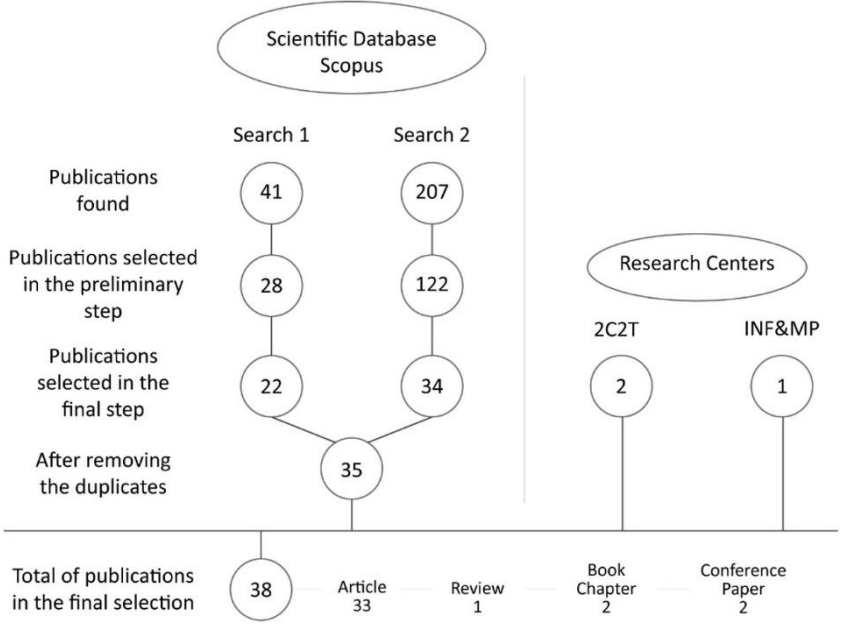 Scientific Database
Scopus
Search 1
Search 2
Publications
found
41
207
Publications selected
in the preliminary
step
28
122
Research Centers
2C2T
INF&MP
Publications
selected in the
final step
22
34
2
1
After removing
the duplicates
35
Total of publications
in the final selection
38
Article
33
Review
1
Book
Chapter
2
Conference
Paper
2